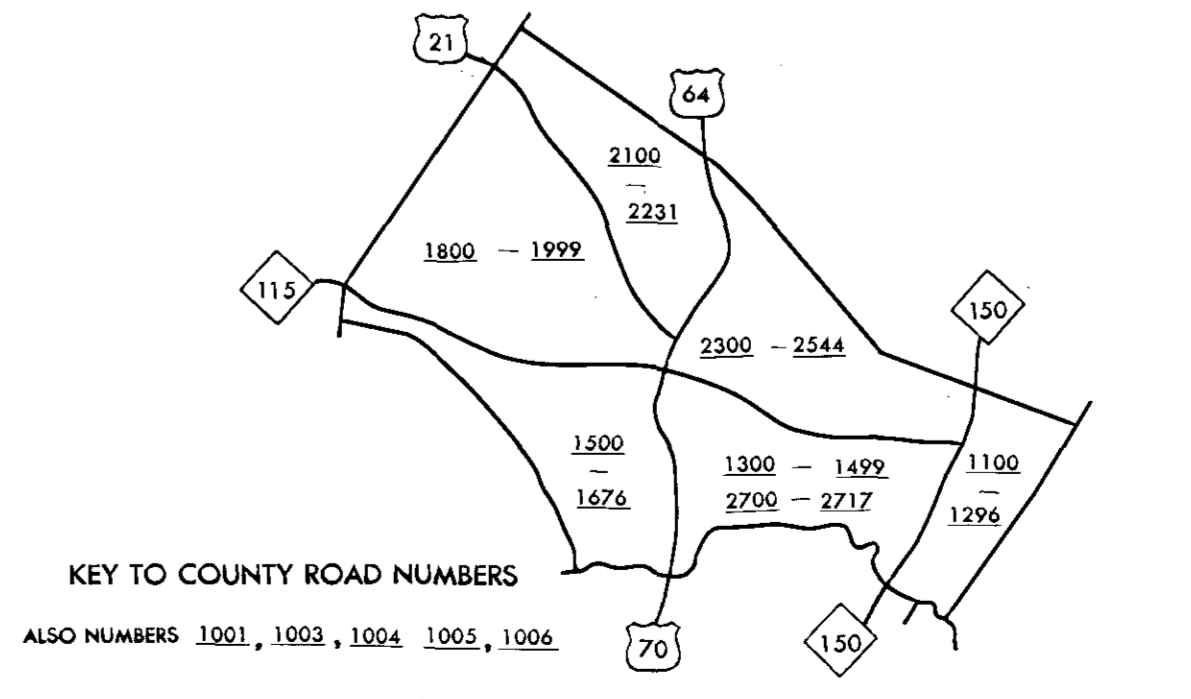 21
64
2100
—
2231
1800 — 1999
115
150
2300 — 2544
1500
—
1676
1300 — 1499
2700 — 2717
1100
—
1296
KEY TO COUNTY ROAD NUMBERS
ALSO NUMBERS 1001, 1003, 1004 1005, 1006
70
150